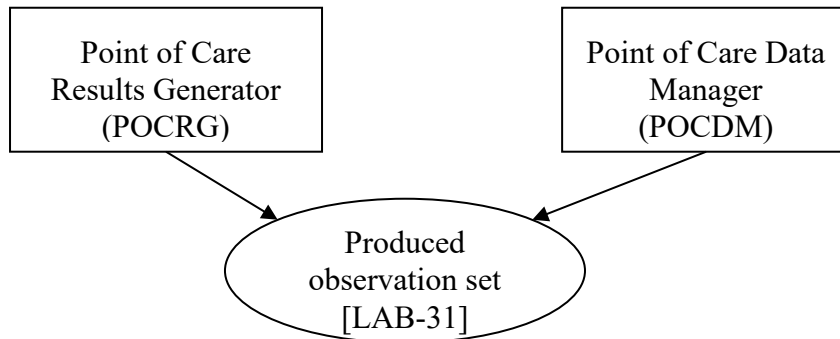 Point of Care
Results Generator
(POCRG)
Point of Care Data
Manager
(POCDM)
Produced
observation set
[LAB-31]